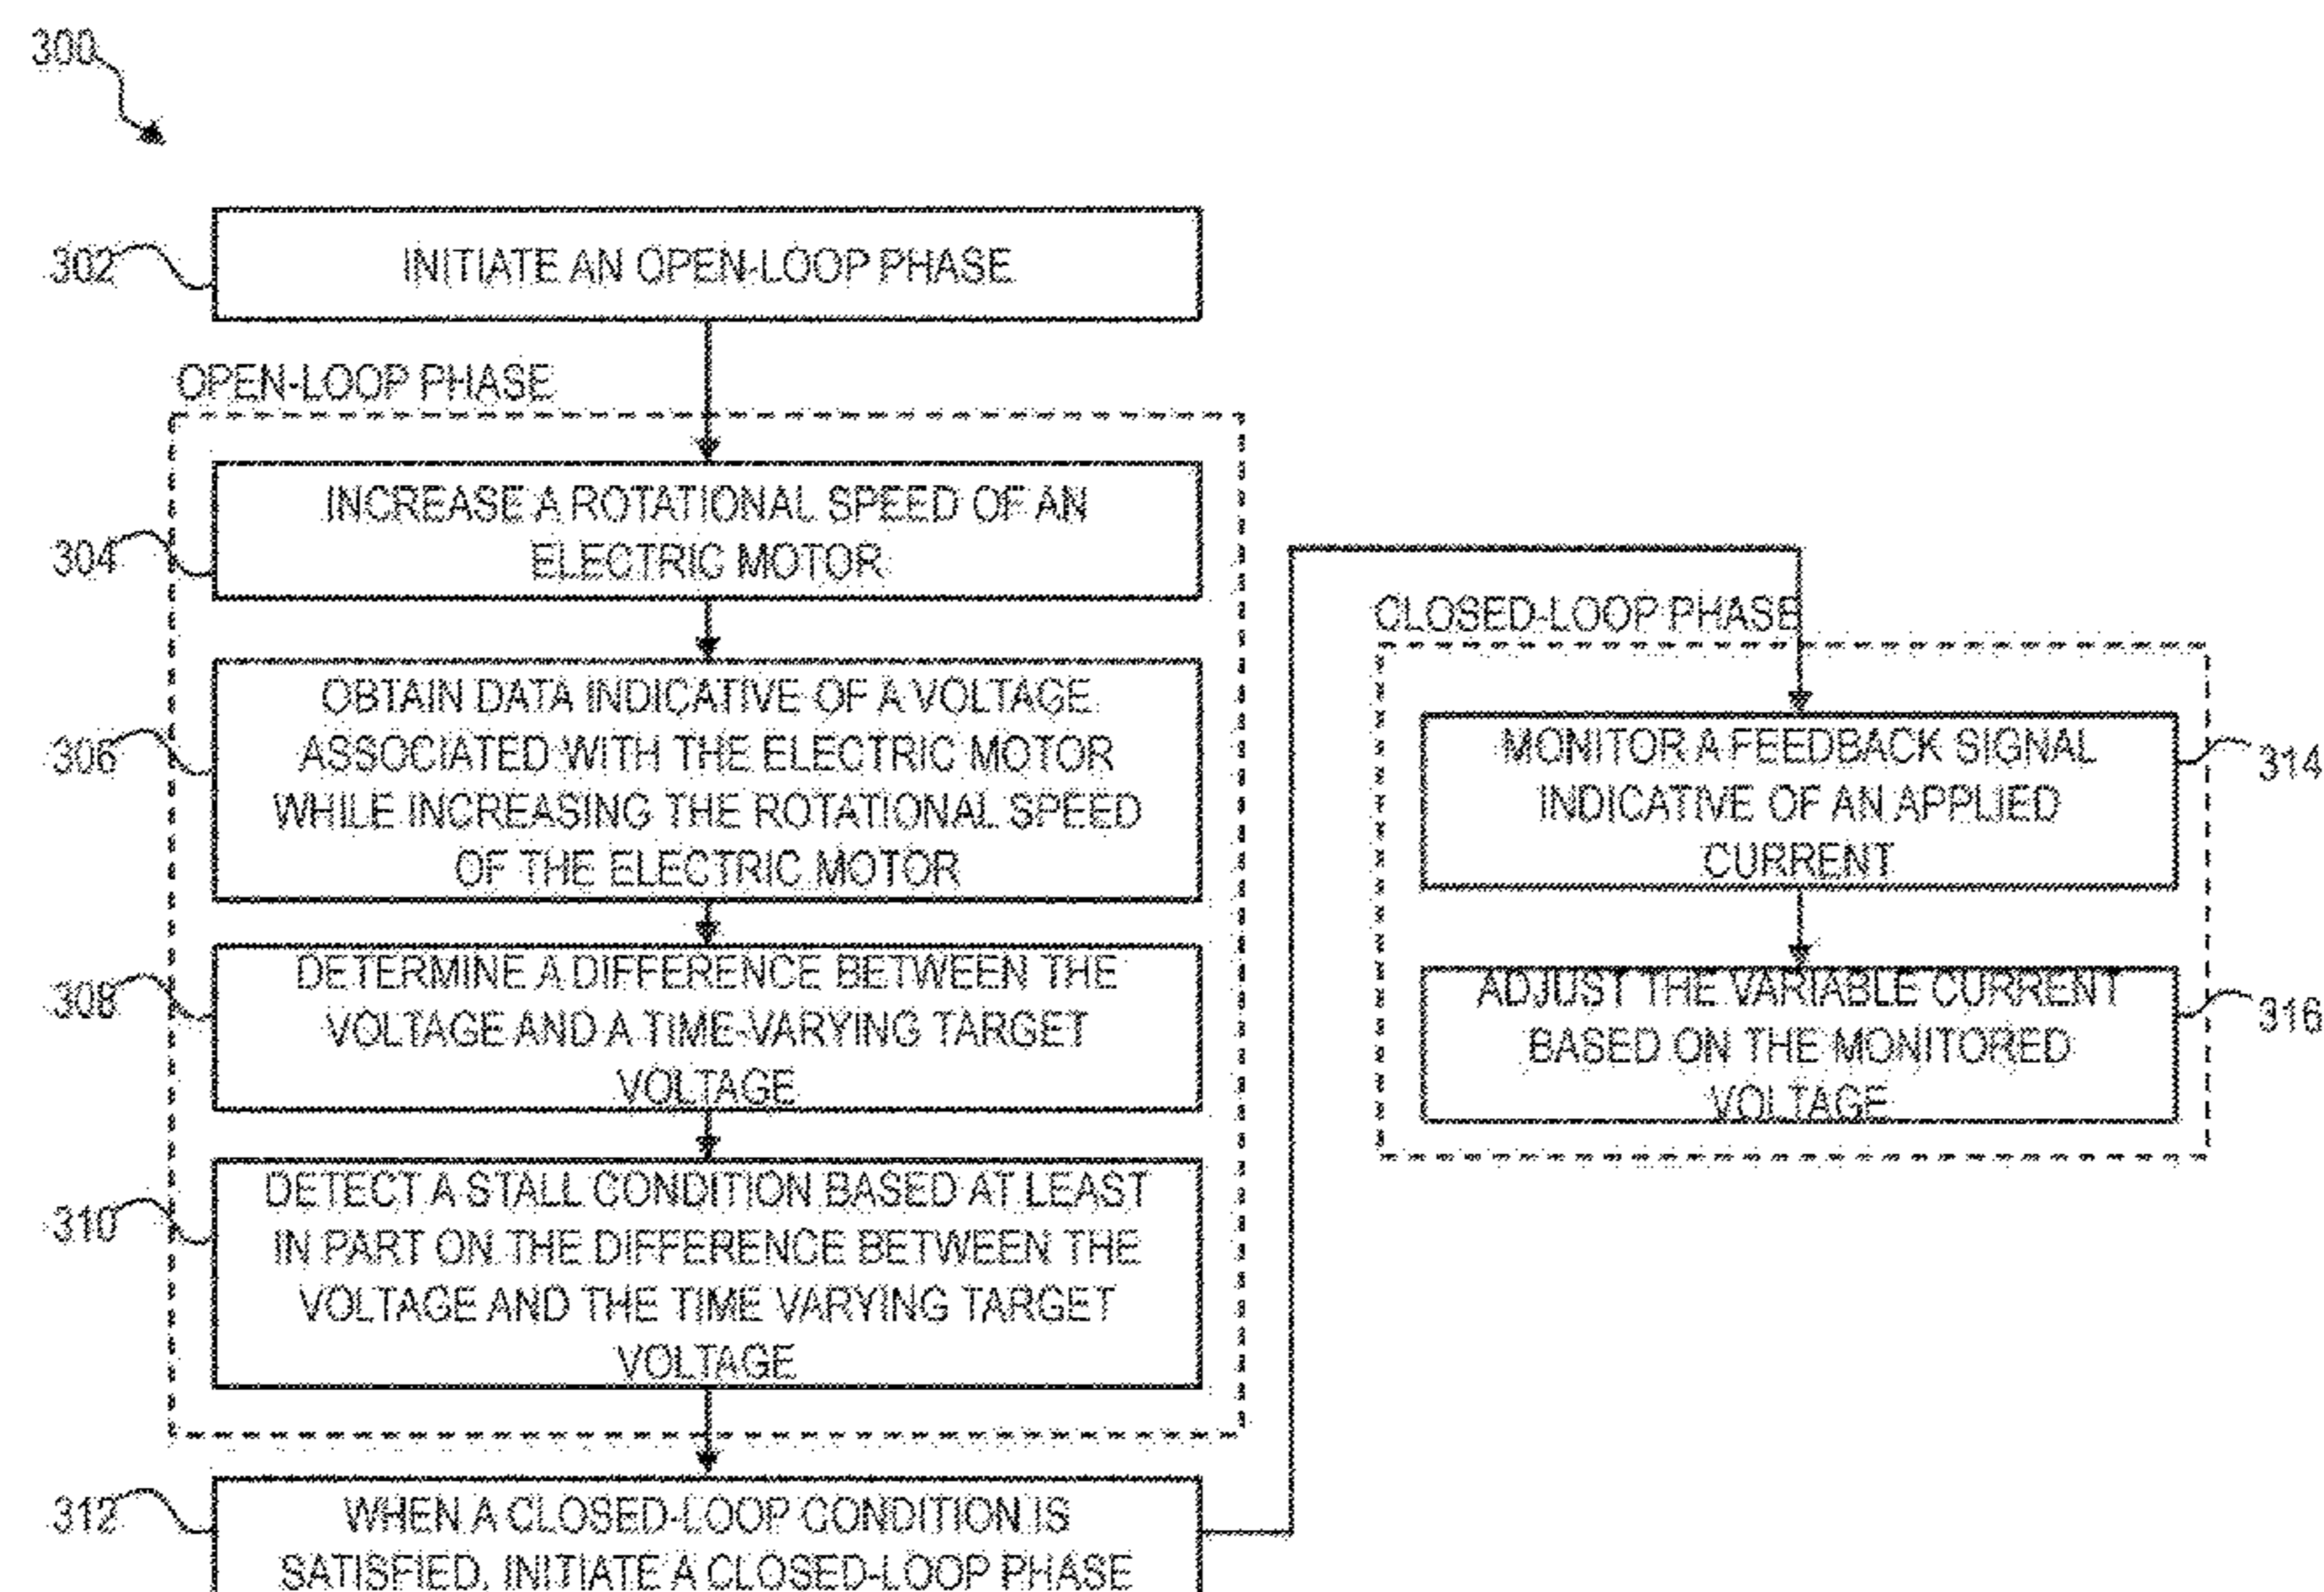 300
302
INITIATE AN OPEN-LOOP PHASE
OPEN-LOOP PHASE
304
INCREASE A ROTATIONAL SPEED OF AN
ELECTRIC MOTOR
306
OBTAIN DATA INDICATIVE OF A VOLTAGE
ASSOCIATED WITH THE ELECTRIC MOTOR
WHILE INCREASING THE ROTATIONAL SPEED
OF THE ELECTRIC MOTOR
308
DETERMINE A DIFFERENCE BETWEEN THE
VOLTAGE AND A TIME-VARYING TARGET
VOLTAGE
310
DETECT A STALL CONDITION BASED AT LEAST
IN PART ON THE DIFFERENCE BETWEEN THE
VOLTAGE AND THE TIME VARYING TARGET
VOLTAGE
312
WHEN A CLOSED-LOOP CONDITION IS
SATISFIED, INITIATE A CLOSED-LOOP PHASE
CLOSED-LOOP PHASE
MONITOR A FEEDBACK SIGNAL
INDICATIVE OF AN APPLIED
CURRENT
314
ADJUST THE VARIABLE CURRENT
BASED ON THE MONITORED
VOLTAGE
316